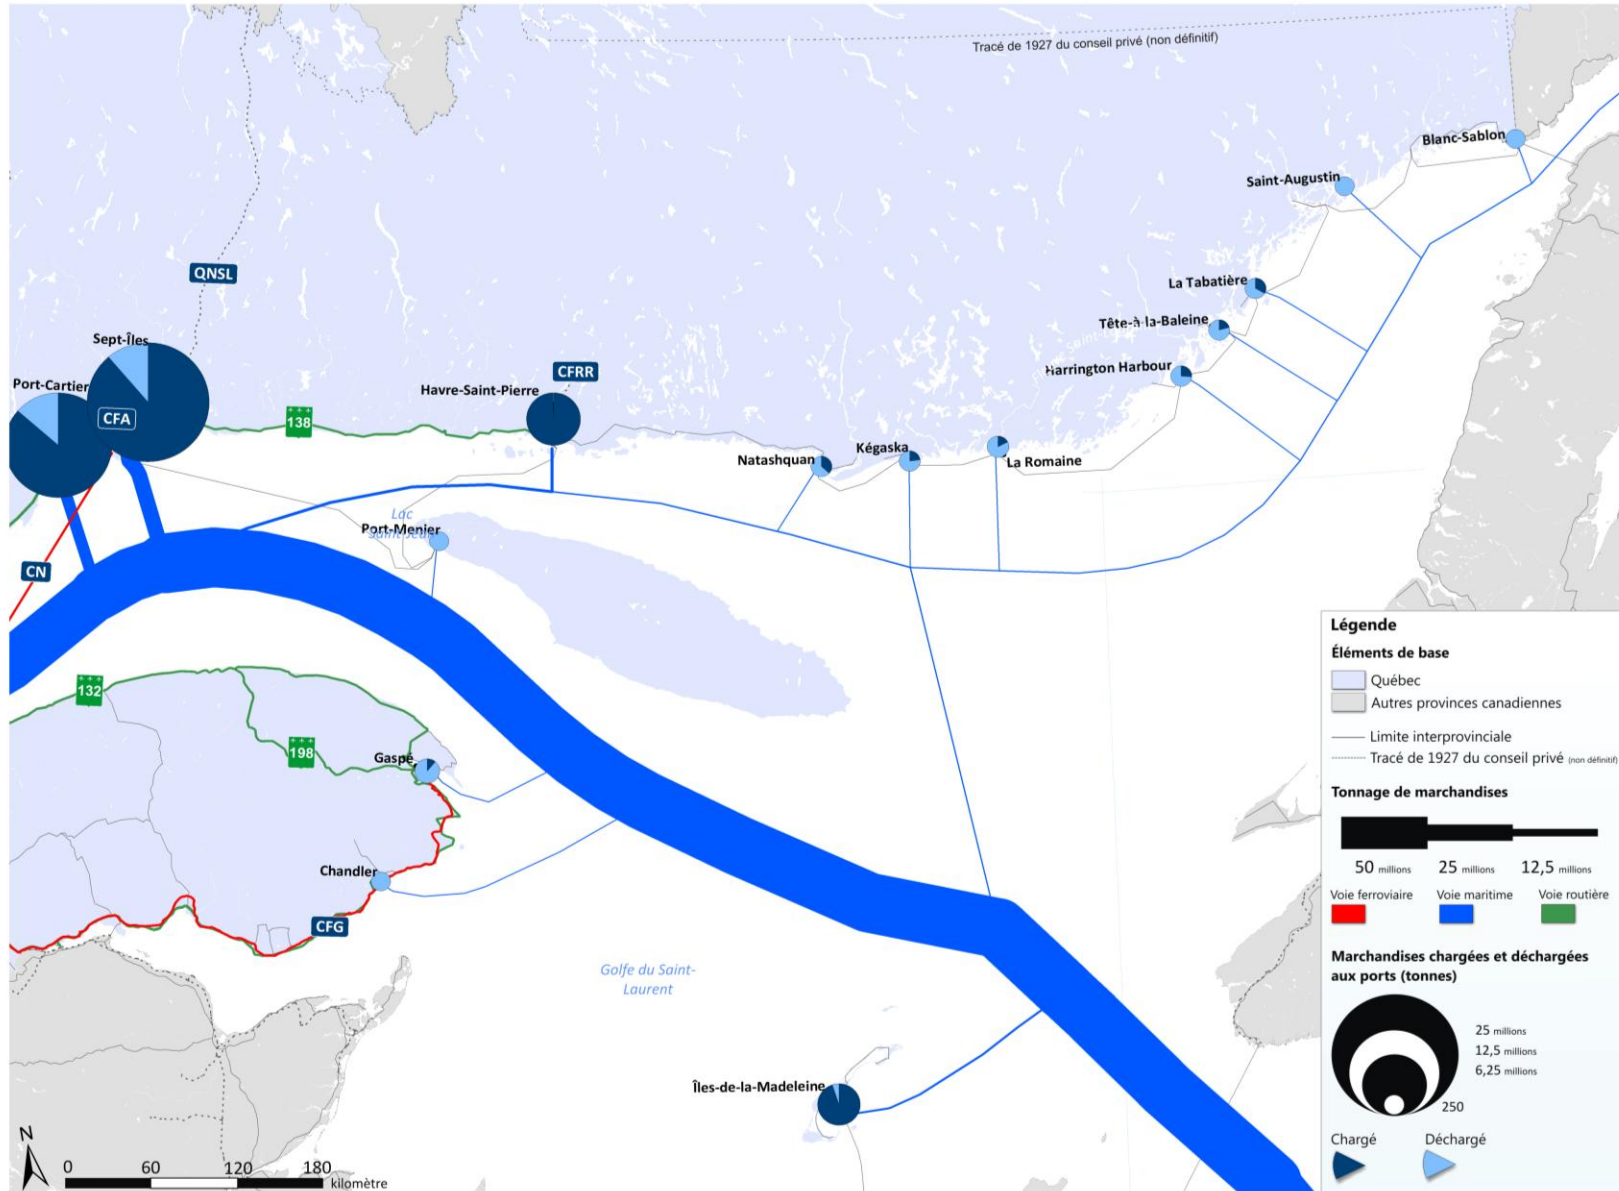 Tracé de 1927 du conseil privé (non définitif)
Blanc-Sablon
Saint-Augustin
QNSL
La Tabatière
Tête-à-la-Baleine
Sept-Îles
Harrington Harbour
Port-Cartier
Havre-Saint-Pierre
CFRR
CFA
138
Natashquan
Kégaska
La Romaine
Lac
Saint-Jean
Port-Menier
CN
132
198
Gaspé
Chandler
CFG
Golfe du Saint-
Laurent
Îles-de-la-Madeleine
N
0 60 120 180
kilomètre
Légende
Éléments de base
Québec
Autres provinces canadiennes
Limite interprovinciale
Tracé de 1927 du conseil privé (non définitif)
Tonnage de marchandises
50 millions 25 millions 12,5 millions
Voie ferroviaire Voie maritime Voie routière
Marchandises chargées et déchargées
aux ports (tonnes)
25 millions
12,5 millions
6,25 millions
250
Chargé Déchargé